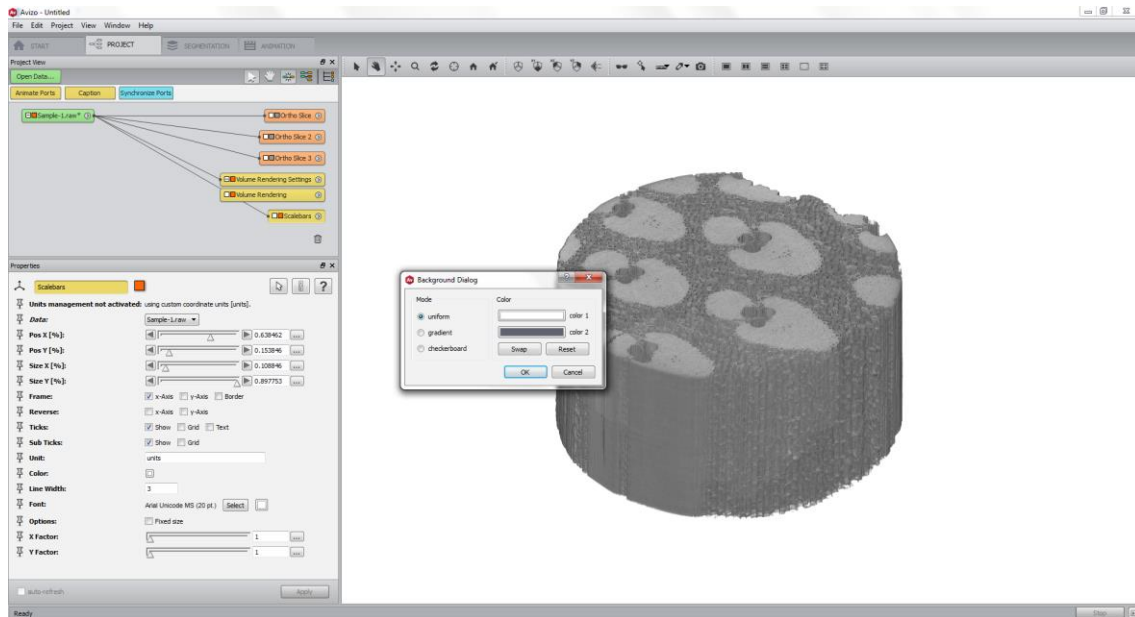 Avizo - Untitled
File Edit Project View Window Help
START PROJECT SEGMENTATION ANIMATION
Project View
Open Data...
Animate Ports Caption Synchronize Ports
Sample-1.raw* Ortho Slice
Ortho Slice 2
Ortho Slice 3
Volume Rendering Settings
Volume Rendering
Scalebars
Properties
Scalebars ?
Units management not activated: using custom coordinate units [units].
Data: Sample-1.raw
Pos X [%]: 0.638462 ...
Pos Y [%]: 0.153846 ...
Size X [%]: 0.108846 ...
Size Y [%]: 0.897753 ...
Frame: x-Axis y-Axis Border
Reverse: x-Axis y-Axis
Ticks: Show Grid Text
Sub Ticks: Show Grid
Unit: units
Color:
Line Width: 3
Font: Arial Unicode MS (20 pt.) Select
Options: Fixed size
X Factor: 1 ...
Y Factor: 1 ...
auto-refresh Apply
Ready Stop
Background Dialog
Mode Color
uniform color 1
gradient color 2
checkerboard Swap Reset
OK Cancel